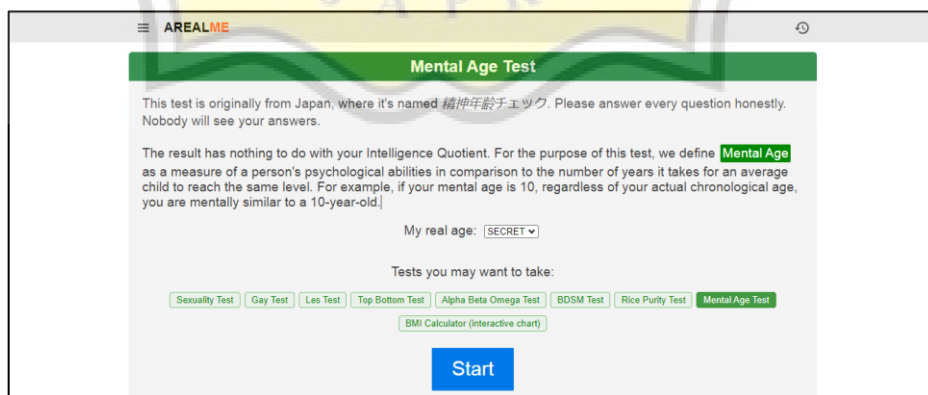 A P R
AREALME
Mental Age Test
This test is originally from Japan, where it's named 精神年齢チェック. Please answer every question honestly.
Nobody will see your answers.
The result has nothing to do with your Intelligence Quotient. For the purpose of this test, we define Mental Age
as a measure of a person's psychological abilities in comparison to the number of years it takes for an average
child to reach the same level. For example, if your mental age is 10, regardless of your actual chronological age,
you are mentally similar to a 10-year-old.
My real age: SECRET
Tests you may want to take:
Sexuality Test Gay Test Les Test Top Bottom Test Alpha Beta Omega Test BDSM Test Rice Purity Test Mental Age Test
BMI Calculator (interactive chart)
Start